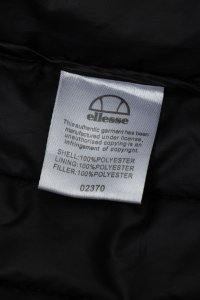 ellesse
This authentic garment has been
manufactured under license,
unauthorised copying is an
infringement of copyright.
SHELL:100%POLYESTER
LINING:100%POLYESTER
FILLER:100%POLYESTER
02370